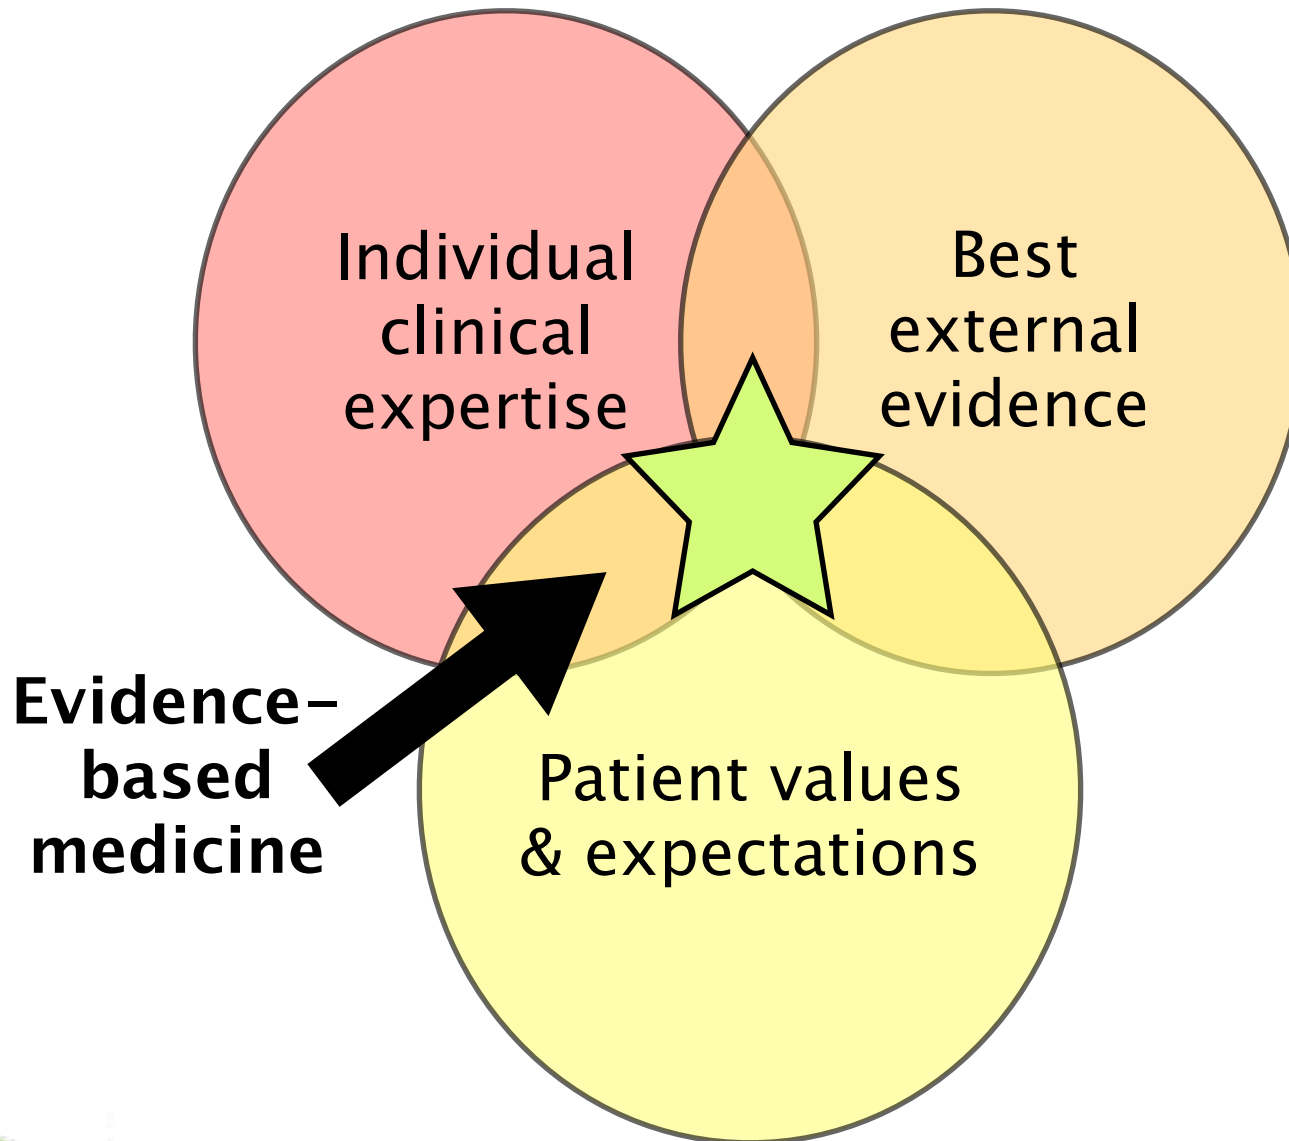 Individual
clinical
expertise
Best
external
evidence
Evidence-
based
medicine
Patient values
& expectations